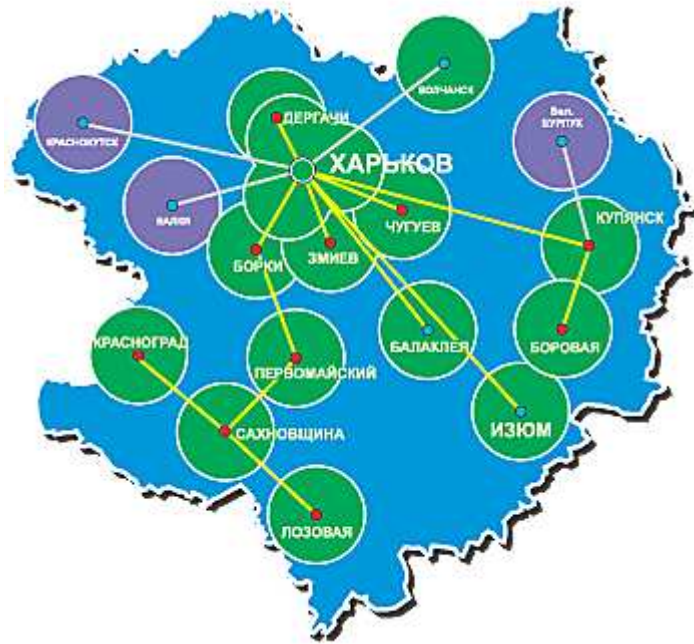 ДЕРГАЧИ
ВОЛЧАНСК
КРАСНОКУТСК
Вел.
БУРЛУК
ХАРЬКОВ
ВАЛКИ
ЧУГУЕВ
КУПЯНСК
БОРКИ
ЗМИЕВ
КРАСНОГРАД
БАЛАКЛЕЯ
БОРОВАЯ
ПЕРВОМАЙСКИЙ
САХНОВЩИНА
ИЗЮМ
ЛОЗОВАЯ